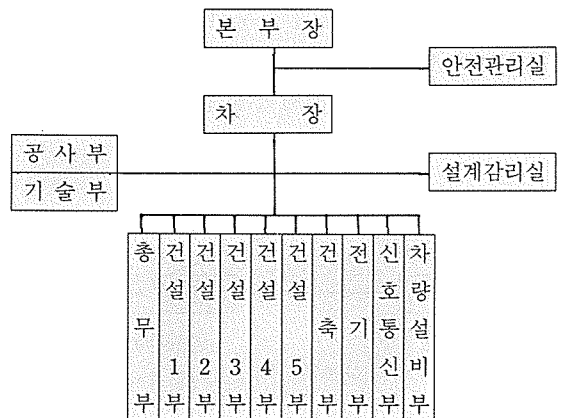 본 부 장
안전관리실
차 장
공 사 부
기 술 부
설계감리실
총 무 부
건 설 1 부
건 설 2 부
건 설 3 부
건 설 4 부
건 설 5 부
건 축 부
전 기 부
신호통신부
차량설비부